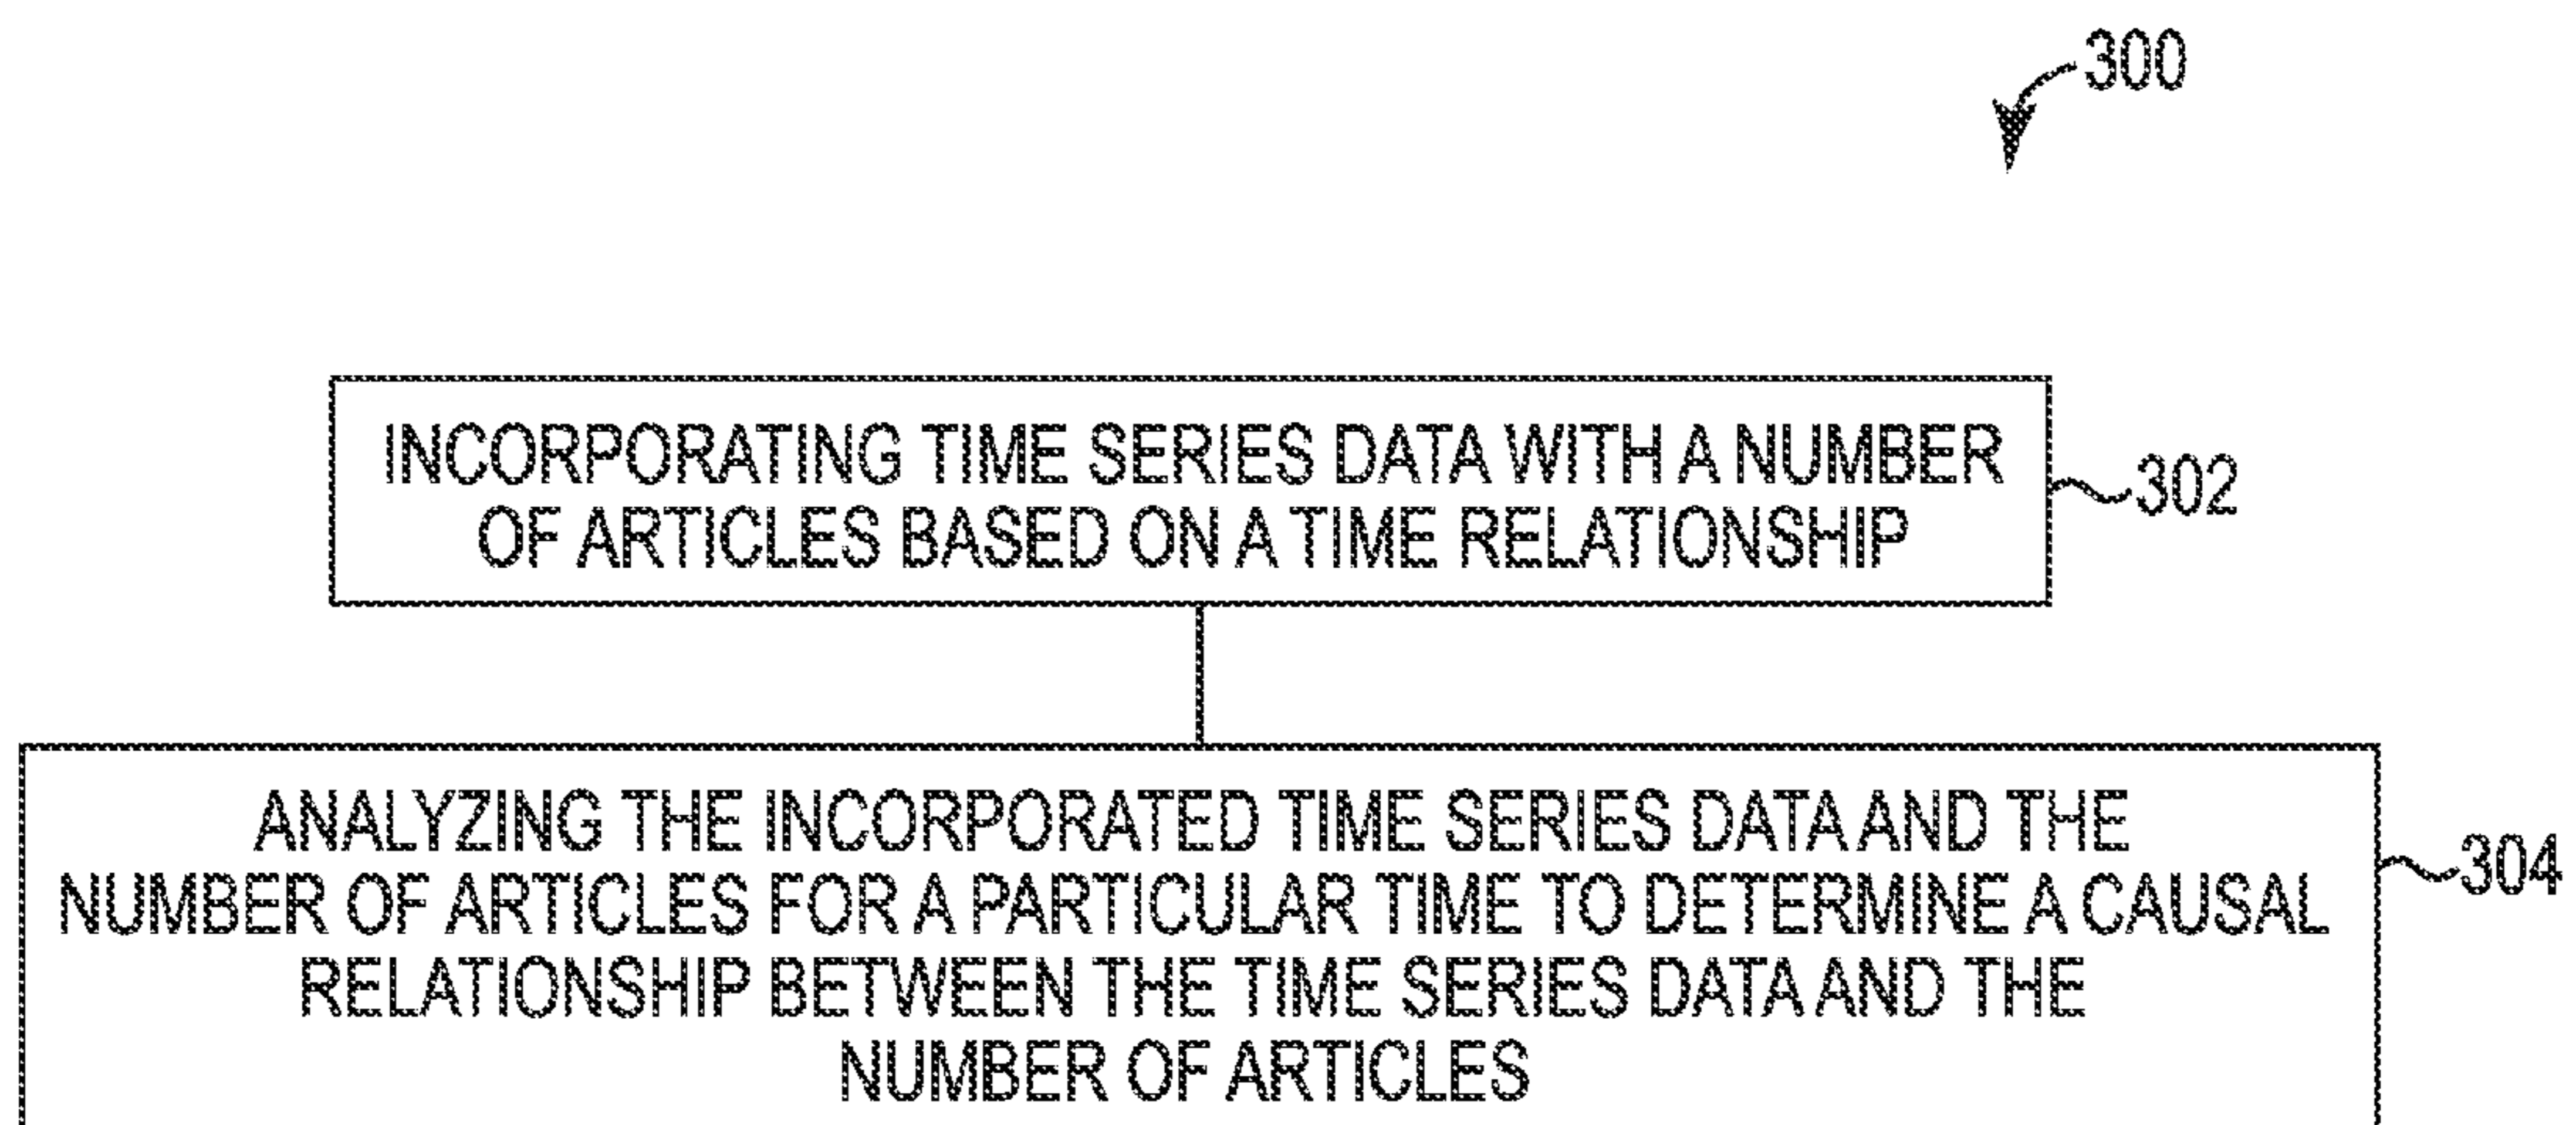 300
INCORPORATING TIME SERIES DATA WITH A NUMBER
OF ARTICLES BASED ON A TIME RELATIONSHIP
302
ANALYZING THE INCORPORATED TIME SERIES DATA AND THE
NUMBER OF ARTICLES FOR A PARTICULAR TIME TO DETERMINE A CAUSAL
RELATIONSHIP BETWEEN THE TIME SERIES DATA AND THE
NUMBER OF ARTICLES
304